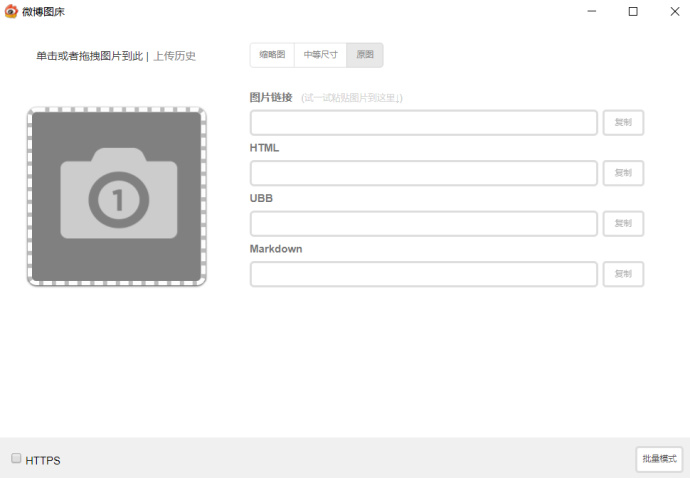 微博图床
单击或者拖拽图片到此 | 上传历史
1
缩略图 中等尺寸 原图
图片链接 (试一试粘贴图片到这里↓)
复制
HTML
复制
UBB
复制
Markdown
复制
HTTPS
批量模式